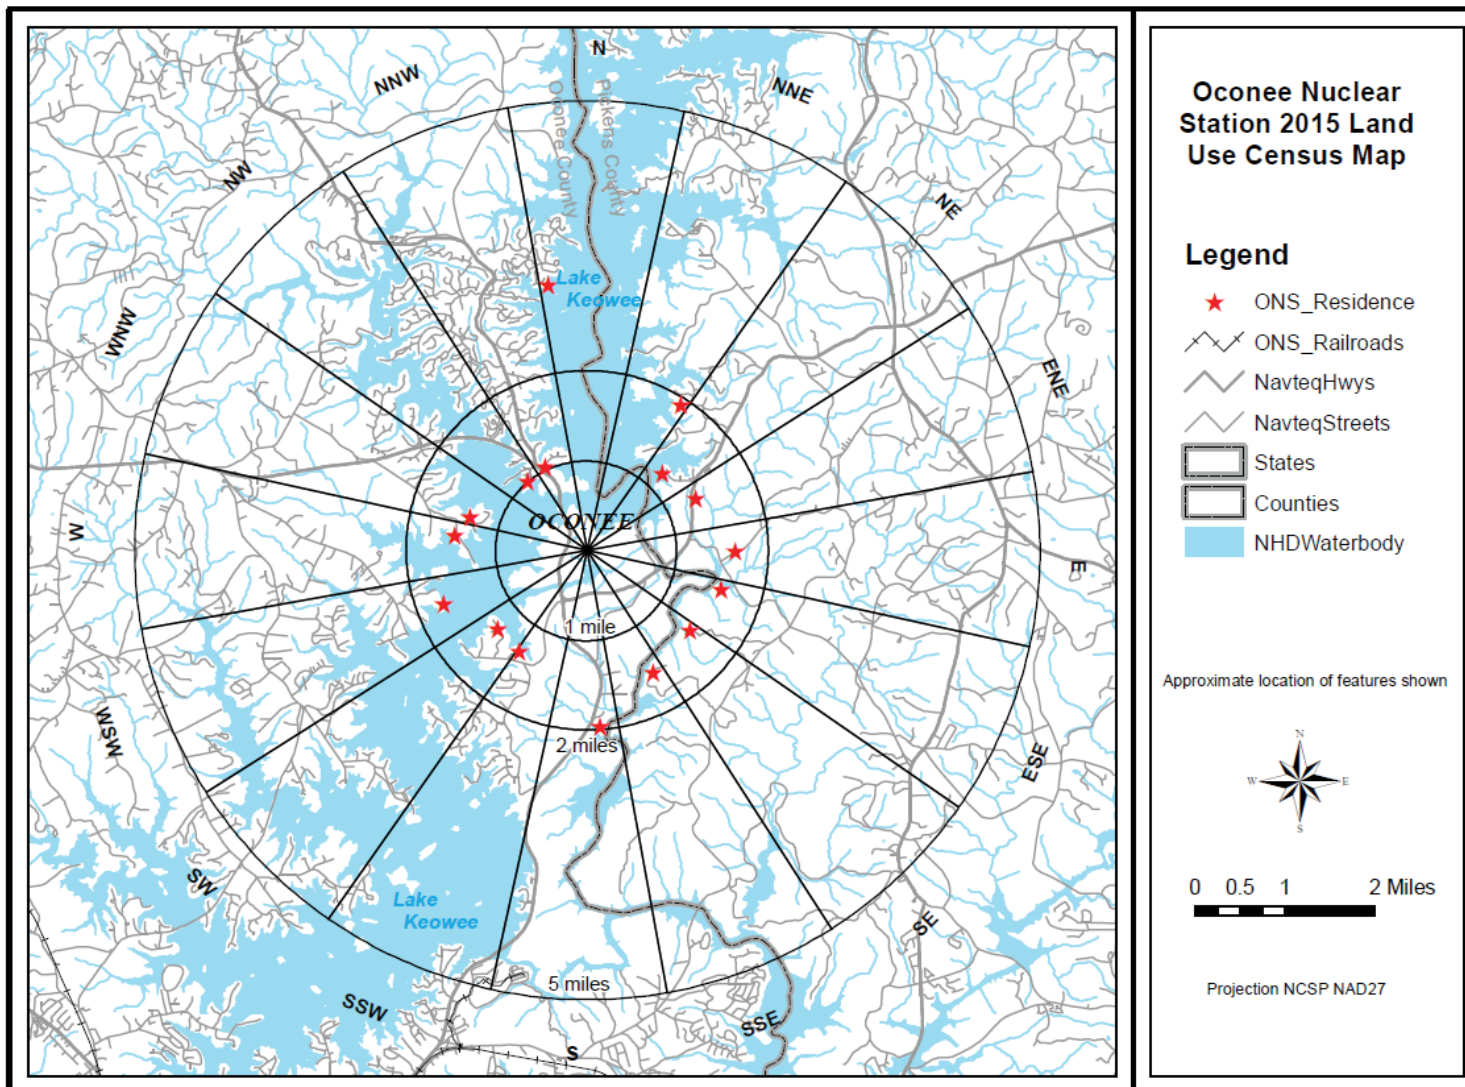 N
NNW
NNE
Oconee County
Pickens County
NW
NE
Lake
Keowee
WNW
ENE
OCONEE
W
E
1 mile
2 miles
WSW
ESE
SW
Lake
Keowee
SE
5 miles
SSW
SSE
S
Oconee Nuclear
Station 2015 Land
Use Census Map
Legend
ONS_Residence
ONS_Railroads
NavteqHwys
NavteqStreets
States
Counties
NHDWaterbody
Approximate location of features shown
N
W E
S
0 0.5 1 2 Miles
Projection NCSP NAD27